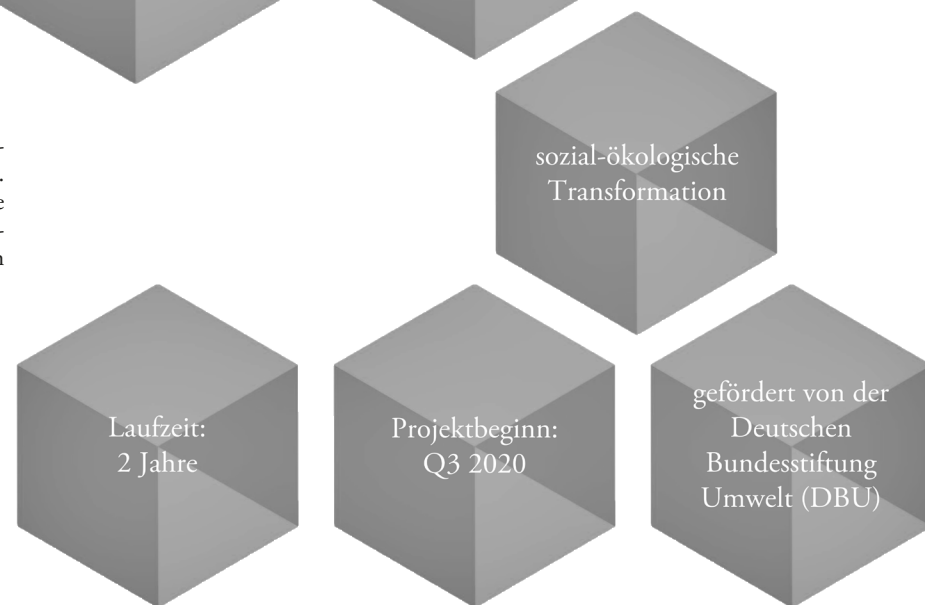 sozial-ökologische
Transformation
Laufzeit:
2 Jahre
Projektbeginn:
Q3 2020
gefördert von der
Deutschen
Bundesstiftung
Umwelt (DBU)